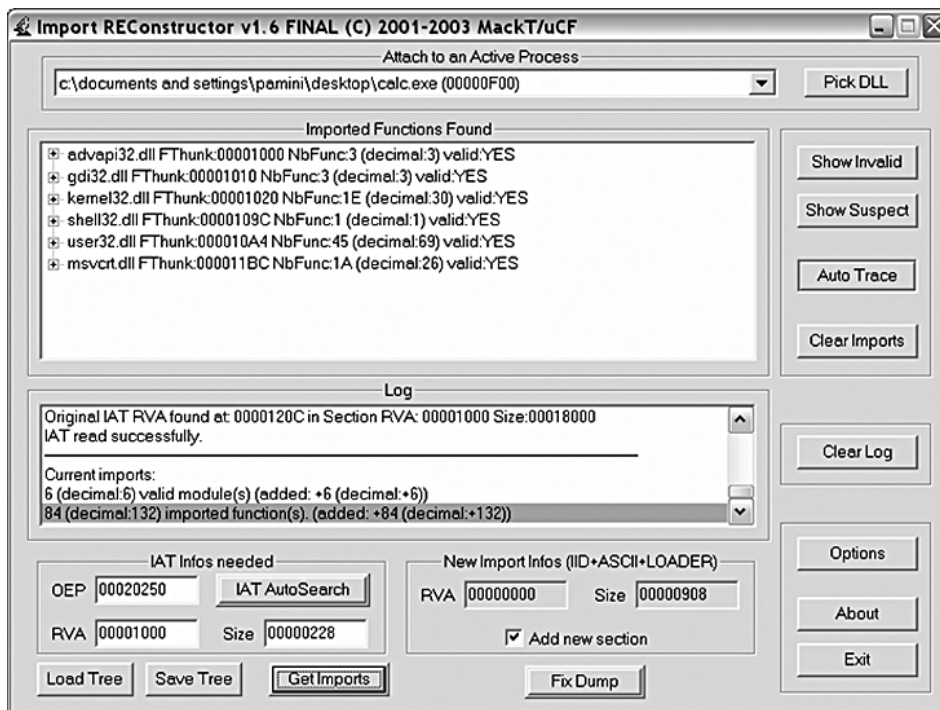 Import REConstructor v1.6 FINAL (C) 2001-2003 MackT/uCF
Attach to an Active Process
c:\documents and settings\pamini\desktop\calc.exe (00000F00)
Pick DLL
Imported Functions Found
advapi32.dll FThunk:00001000 NbFunc:3 (decimal:3) valid:YES
gdi32.dll FThunk:00001010 NbFunc:3 (decimal:3) valid:YES
kernel32.dll FThunk:00001020 NbFunc:1E (decimal:30) valid:YES
shell32.dll FThunk:0000109C NbFunc:1 (decimal:1) valid:YES
user32.dll FThunk:000010A4 NbFunc:45 (decimal:69) valid:YES
msvcrt.dll FThunk:000011BC NbFunc:1A (decimal:26) valid:YES
Show Invalid
Show Suspect
Auto Trace
Clear Imports
Log
Original IAT RVA found at: 0000120C in Section RVA: 00001000 Size:00018000
IAT read successfully.
Current imports:
6 (decimal:6) valid module(s) (added: +6 (decimal:+6))
84 (decimal:132) imported function(s). (added: +84 (decimal:+132))
Clear Log
IAT Infos needed
OEP 00020250 IAT AutoSearch
RVA 00001000 Size 00000228
New Import Infos (IID+ASCII+LOADER)
RVA 00000000 Size 00000908
Add new section
Options
About
Exit
Load Tree Save Tree Get Imports Fix Dump